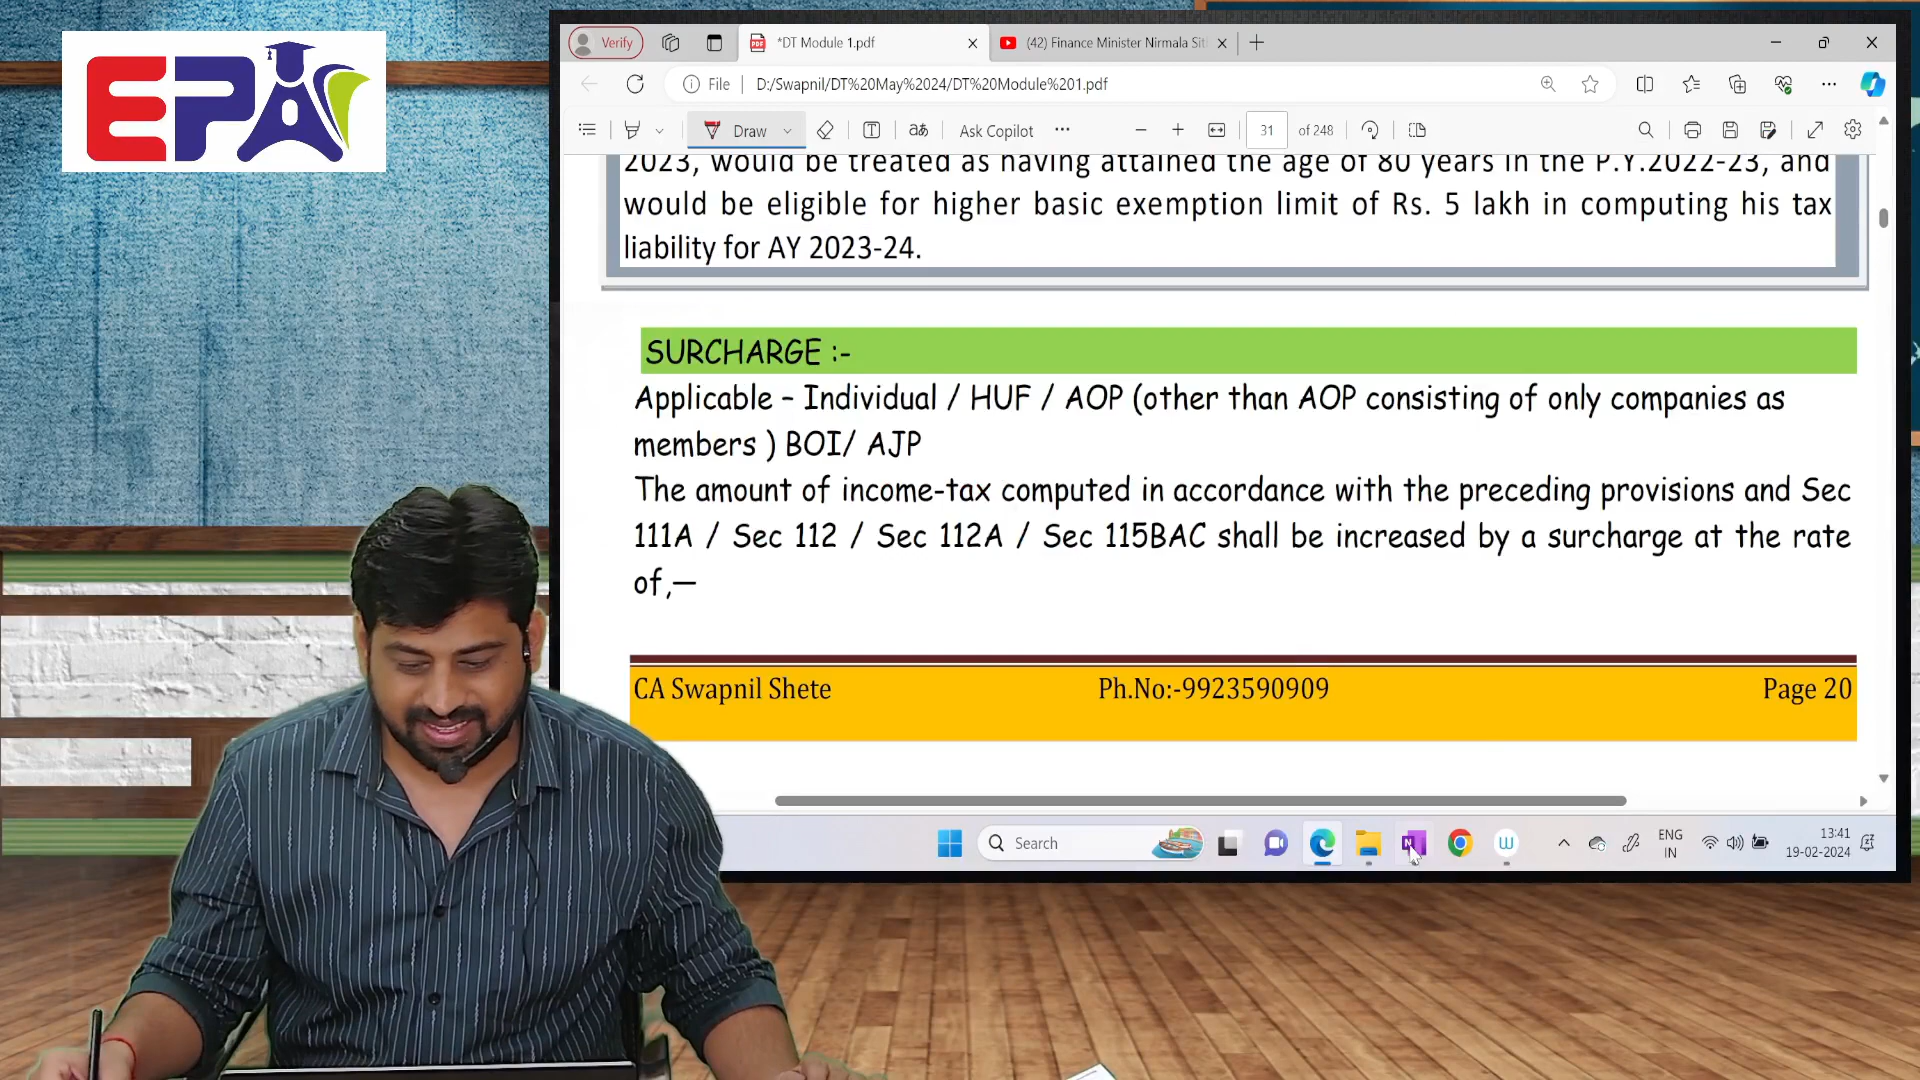 EPA
Verify
*DT Module 1.pdf
(42) Finance Minister Nirmala Sit
File
D:/Swapnil/DT%20May%2024/DT%20Module%201.pdf
Draw
aあ
Ask Copilot
31
of 248
2023, would be treated as having attained the age of 80 years in the P.Y.2022-23, and
would be eligible for higher basic exemption limit of Rs. 5 lakh in computing his tax
liability for AY 2023-24.
SURCHARGE :-
Applicable – Individual / HUF / AOP (other than AOP consisting of only companies as
members ) BOI/ AJP
The amount of income-tax computed in accordance with the preceding provisions and Sec
111A / Sec 112 / Sec 112A / Sec 115BAC shall be increased by a surcharge at the rate
of,—
CA Swapnil Shete
Ph.No:-9923590909
Page 20
Search
ENG
IN
13:41
19-02-2024